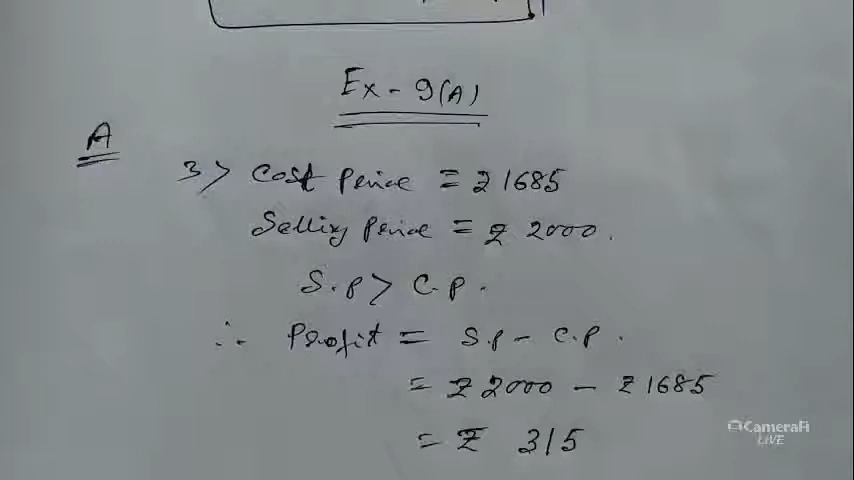 Ex - 9(A)
A
3> Cost Price = ₹ 1685
Selling Price = ₹ 2000.
S.P > C.P.
∴ Profit = S.P - C.P.
= ₹ 2000 - ₹ 1685
= ₹ 315
CameraFi
LIVE